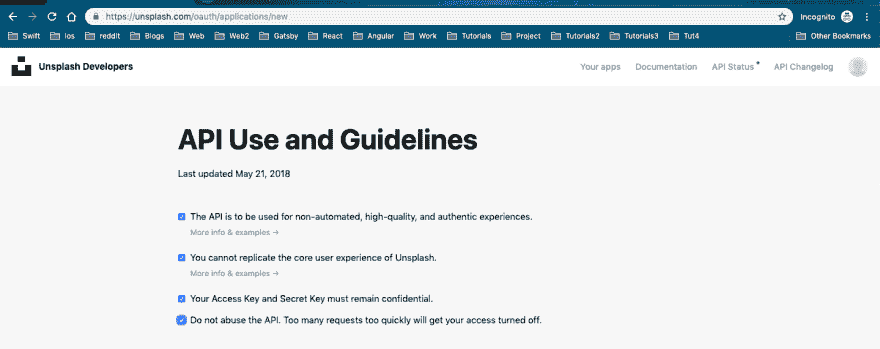 https://unsplash.com/oauth/applications/new
Incognito
Swift ios reddit Blogs Web Web2 Gatsby React Angular Work Tutorials Project Tutorials2 Tutorials3 Tut4 Other Bookmarks
Unsplash Developers Your apps Documentation API Status API Changelog
API Use and Guidelines
Last updated May 21, 2018
The API is to be used for non-automated, high-quality, and authentic experiences.
More info & examples →
You cannot replicate the core user experience of Unsplash.
More info & examples →
Your Access Key and Secret Key must remain confidential.
Do not abuse the API. Too many requests too quickly will get your access turned off.